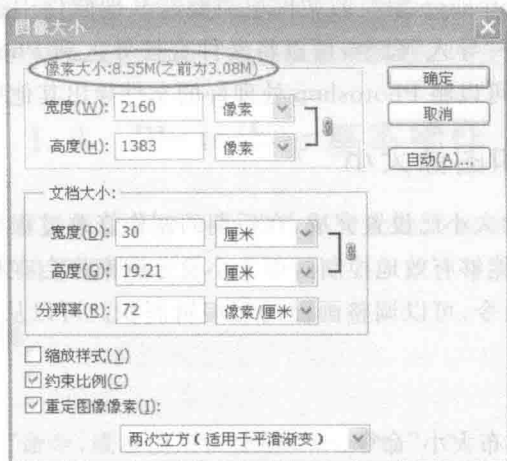 图像大小
像素大小:8.55M(之前为3.08M)
确定
宽度(W): 2160 像素
取消
高度(H): 1383 像素
自动(A)...
文档大小:
宽度(D): 30 厘米
高度(G): 19.21 厘米
分辨率(R): 72 像素/厘米
缩放样式(Y)
约束比例(C)
重定图像像素(I):
两次立方(适用于平滑渐变)